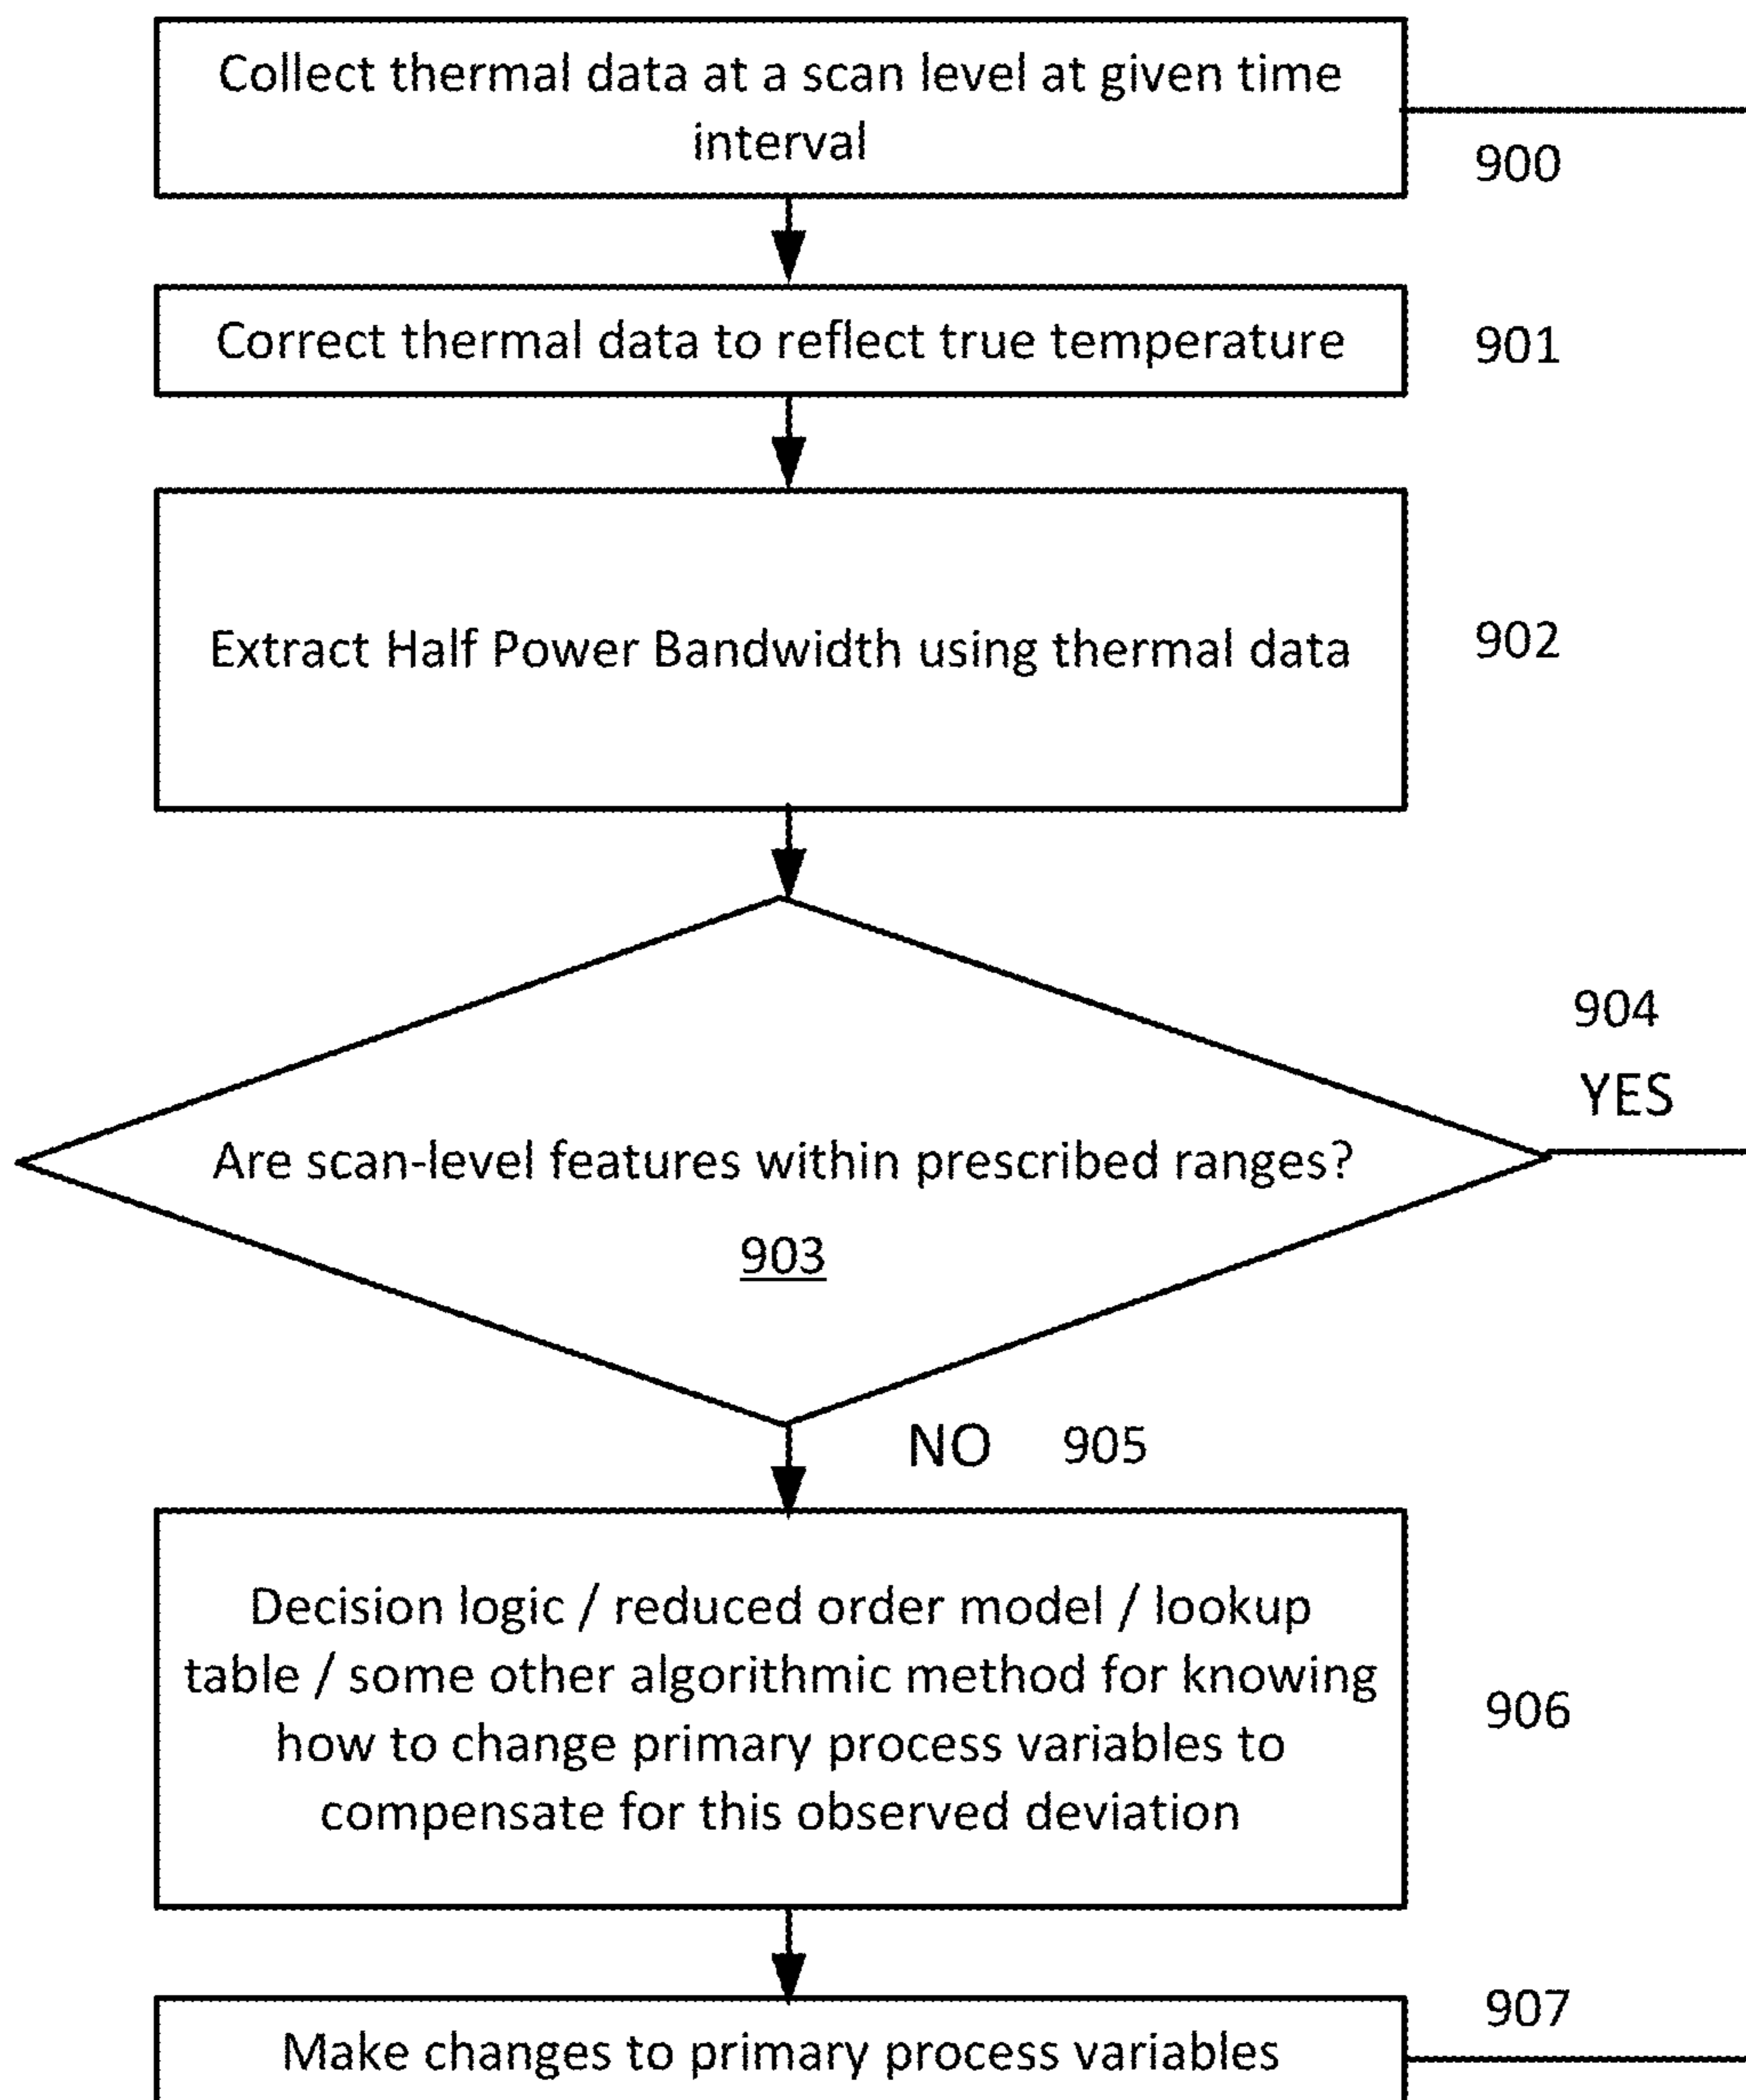 Collect thermal data at a scan level at given time
interval
900
Correct thermal data to reflect true temperature
901
Extract Half Power Bandwidth using thermal data
902
904
YES
Are scan-level features within prescribed ranges?
903
NO 905
Decision logic / reduced order model / lookup
table / some other algorithmic method for knowing
how to change primary process variables to
compensate for this observed deviation
906
907
Make changes to primary process variables